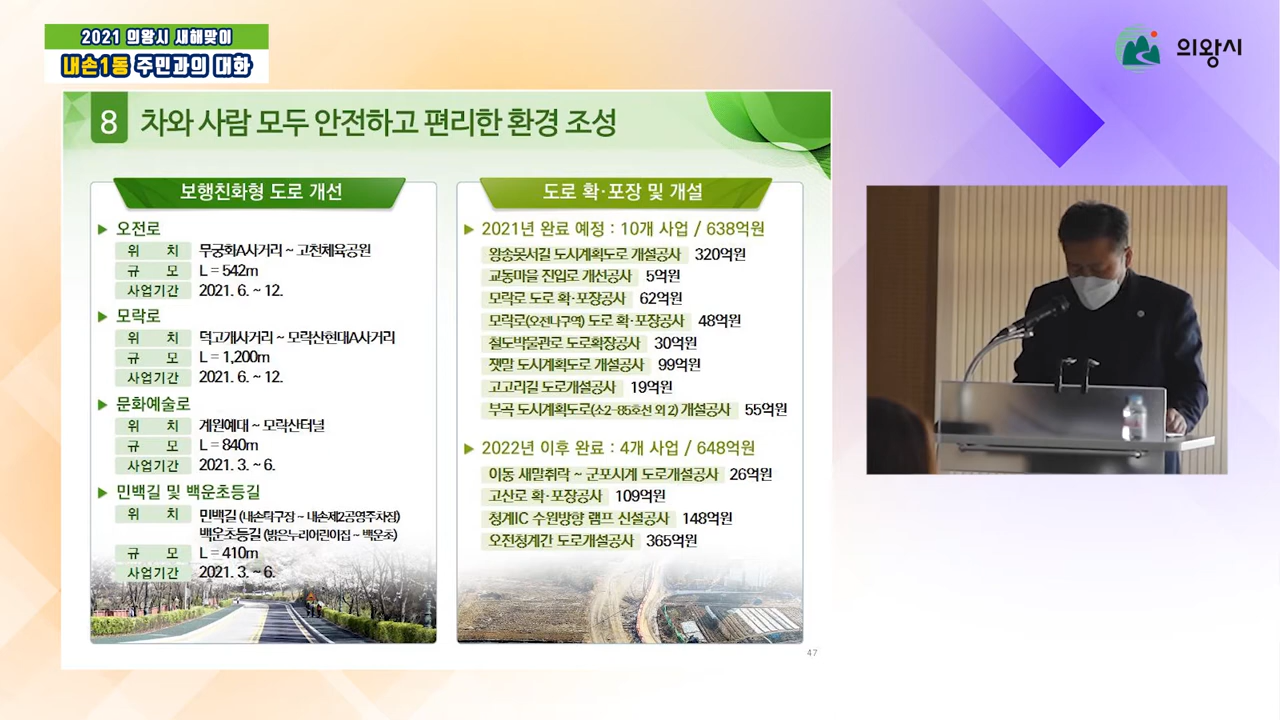 2021 의왕시 새해맞이
내손1동 주민과의 대화
의왕시
8 차와 사람 모두 안전하고 편리한 환경 조성
보행친화형 도로 개선
오전로
위 치 무궁화A사거리 ~ 고천체육공원
규 모 L = 542m
사업기간 2021. 6. ~ 12.
모락로
위 치 덕고개사거리 ~ 모락산현대A사거리
규 모 L = 1,200m
사업기간 2021. 6. ~ 12.
문화예술로
위 치 계원예대 ~ 모락산터널
규 모 L = 840m
사업기간 2021. 3. ~ 6.
민백길 및 백운초등길
위 치 민백길 (내손탁구장 ~ 내손제2공영주차장)
백운초등길 (밝은누리어린이집 ~ 백운초)
규 모 L = 410m
사업기간 2021. 3. ~ 6.
도로 확·포장 및 개설
2021년 완료 예정 : 10개 사업 / 638억원
왕송못서길 도시계획도로 개설공사 320억원
교동마을 진입로 개선공사 5억원
모락로 도로 확·포장공사 62억원
모락로(오전나구역) 도로 확·포장공사 48억원
철도박물관로 도로확장공사 30억원
잿말 도시계획도로 개설공사 99억원
고고리길 도로개설공사 19억원
부곡 도시계획도로(소2-85호선 외 2) 개설공사 55억원
2022년 이후 완료 : 4개 사업 / 648억원
이동 새말취락 ~ 군포시계 도로개설공사 26억원
고산로 확·포장공사 109억원
청계IC 수원방향 램프 신설공사 148억원
오전청계간 도로개설공사 365억원
47